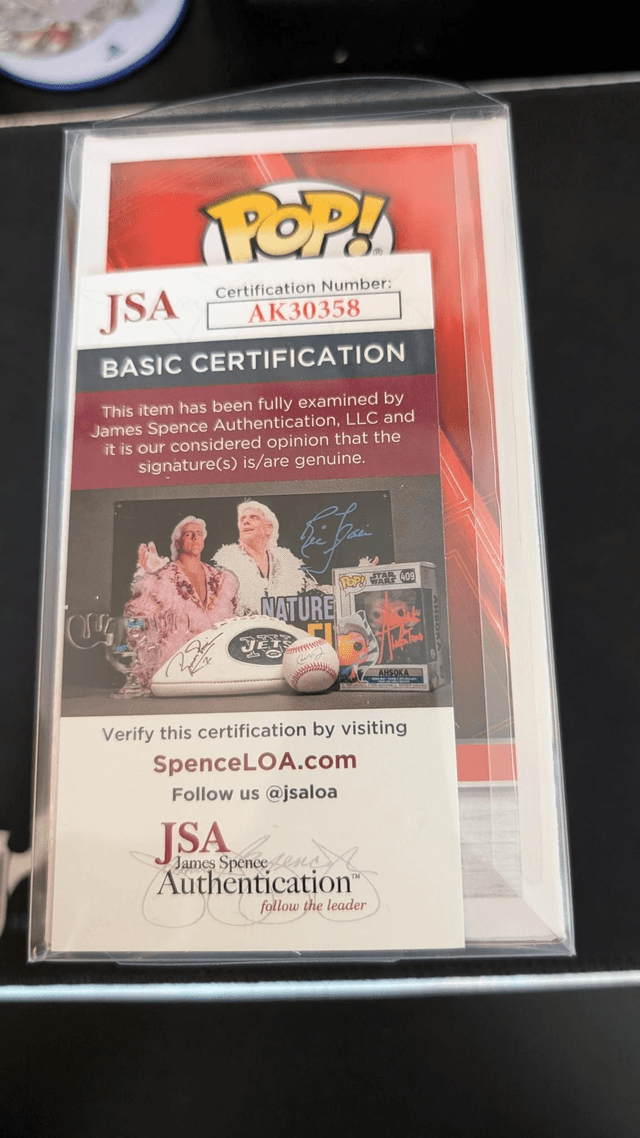 POP!
JSA
Certification Number:
AK30358
BASIC CERTIFICATION
This item has been fully examined by
James Spence Authentication, LLC and
it is our considered opinion that the
signature(s) is/are genuine.
NATURE
JETS
POP! STAR WARS 409
AHSOKA
Verify this certification by visiting
SpenceLOA.com
Follow us @jsaloa
JSA
James Spence
Authentication™
follow the leader